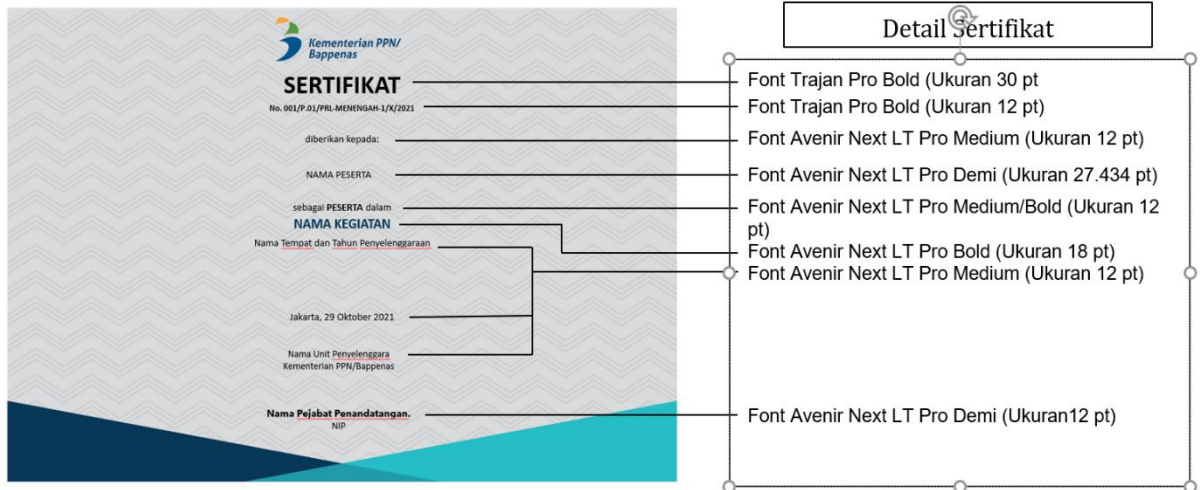 Kementerian PPN/
Bappenas
SERTIFIKAT
No. 001/P.01/PRL-MENENGAH-1/X/2021
diberikan kepada:
NAMA PESERTA
sebagai PESERTA dalam
NAMA KEGIATAN
Nama Tempat dan Tahun Penyelenggaraan
Jakarta, 29 Oktober 2021
Nama Unit Penyelenggara
Kementerian PPN/Bappenas
Nama Pejabat Penandatangan.
NIP
Detail Sertifikat
Font Trajan Pro Bold (Ukuran 30 pt
Font Trajan Pro Bold (Ukuran 12 pt)
Font Avenir Next LT Pro Medium (Ukuran 12 pt)
Font Avenir Next LT Pro Demi (Ukuran 27.434 pt)
Font Avenir Next LT Pro Medium/Bold (Ukuran 12
pt)
Font Avenir Next LT Pro Bold (Ukuran 18 pt)
Font Avenir Next LT Pro Medium (Ukuran 12 pt)
Font Avenir Next LT Pro Demi (Ukuran12 pt)